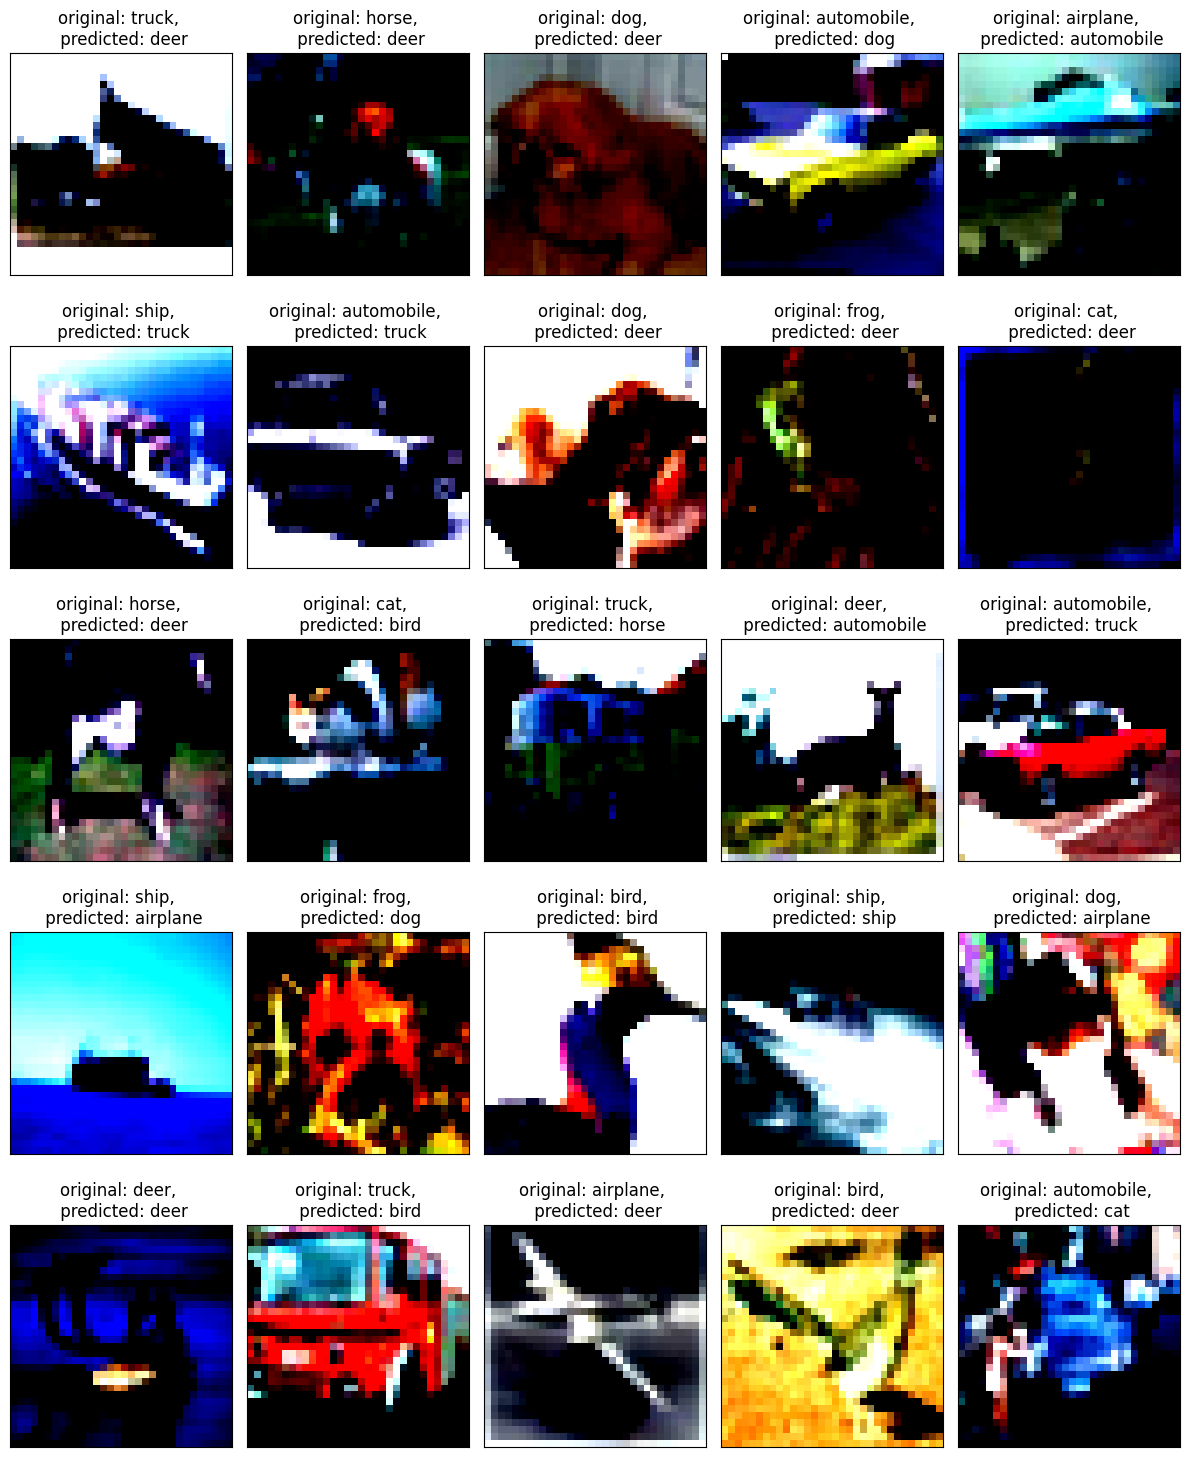 original: truck,
predicted: deer
original: horse,
predicted: deer
original: dog,
predicted: deer
original: automobile,
predicted: dog
original: airplane,
predicted: automobile
original: ship,
predicted: truck
original: automobile,
predicted: truck
original: dog,
predicted: deer
original: frog,
predicted: deer
original: cat,
predicted: deer
original: horse,
predicted: deer
original: cat,
predicted: bird
original: truck,
predicted: horse
original: deer,
predicted: automobile
original: automobile,
predicted: truck
original: ship,
predicted: airplane
original: frog,
predicted: dog
original: bird,
predicted: bird
original: ship,
predicted: ship
original: dog,
predicted: airplane
original: deer,
predicted: deer
original: truck,
predicted: bird
original: airplane,
predicted: deer
original: bird,
predicted: deer
original: automobile,
predicted: cat